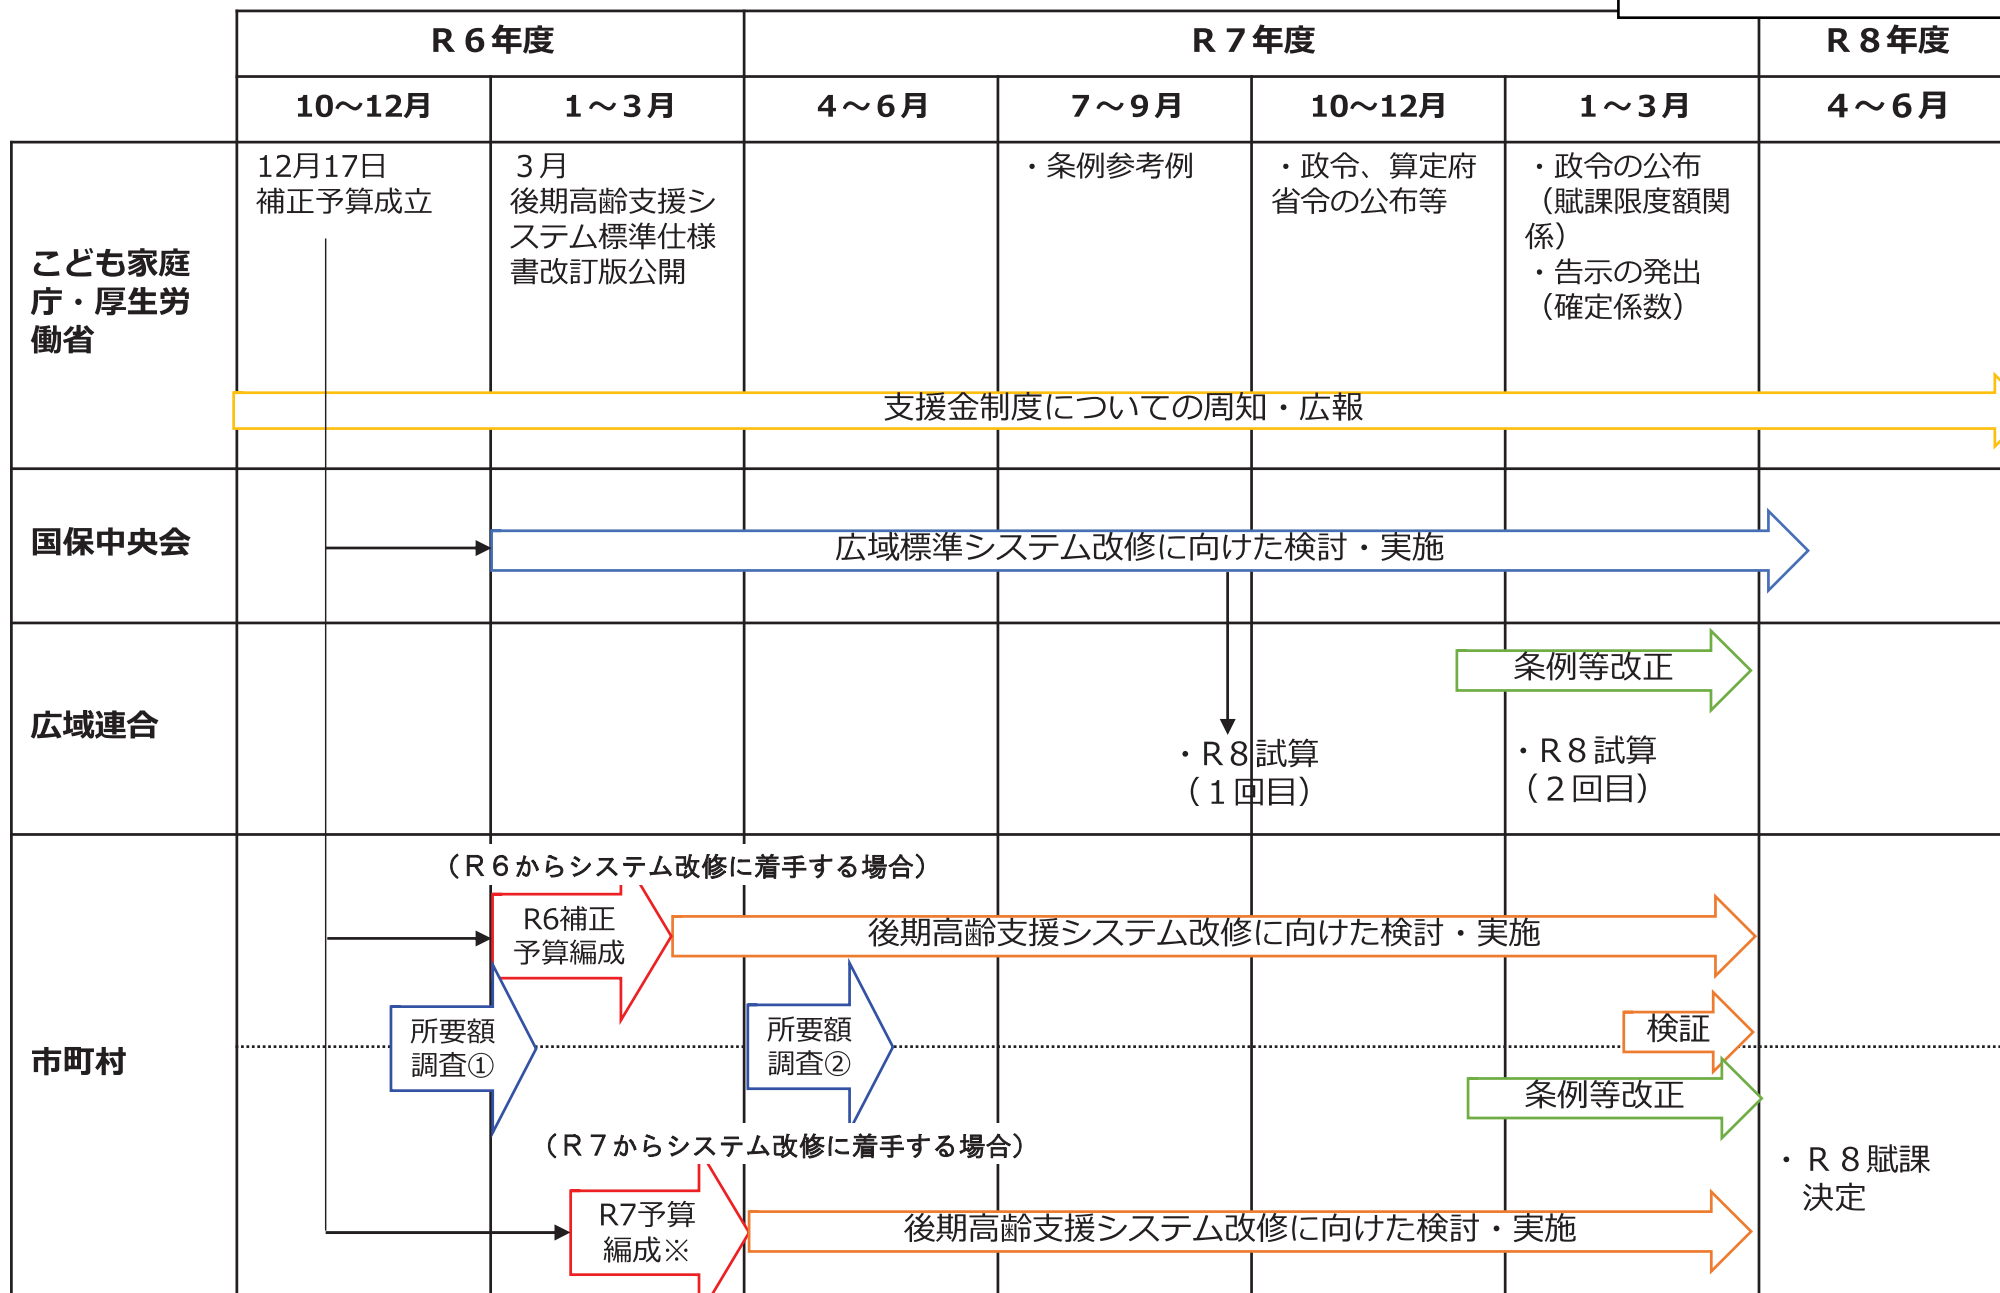 R６年度
R７年度
R８年度
10～12月
１～３月
４～６月
７～９月
10～12月
１～３月
４～６月
こども家庭
庁・厚生労
働省
12月17日
補正予算成立
３月
後期高齢支援シ
ステム標準仕様
書改訂版公開
・条例参考例
・政令、算定府
省令の公布等
・政令の公布
（賦課限度額関
係）
・告示の発出
（確定係数）
支援金制度についての周知・広報
国保中央会
広域標準システム改修に向けた検討・実施
広域連合
条例等改正
・R８試算
（１回目）
・R８試算
（２回目）
市町村
（R６からシステム改修に着手する場合）
R6補正
予算編成
後期高齢支援システム改修に向けた検討・実施
所要額
調査①
所要額
調査②
検証
条例等改正
（R７からシステム改修に着手する場合）
R7予算
編成※
後期高齢支援システム改修に向けた検討・実施
・R８賦課
決定